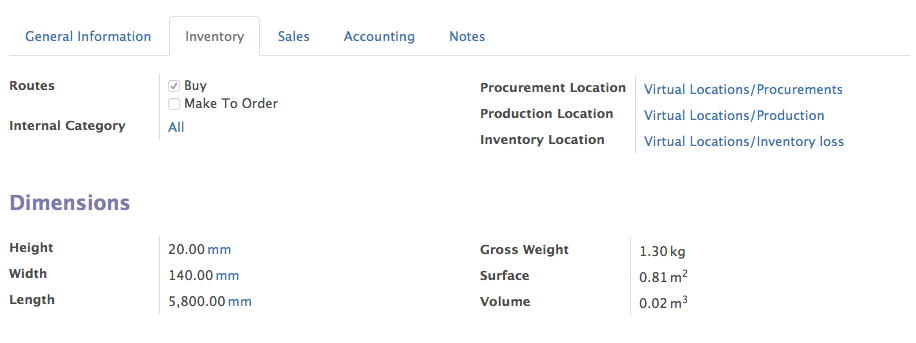 General Information Inventory Sales Accounting Notes
Routes Buy
Make To Order
Internal Category All
Procurement Location Virtual Locations/Procurements
Production Location Virtual Locations/Production
Inventory Location Virtual Locations/Inventory loss
Dimensions
Height 20.00 mm
Width 140.00 mm
Length 5,800.00 mm
Gross Weight 1.30 kg
Surface 0.81 m²
Volume 0.02 m³